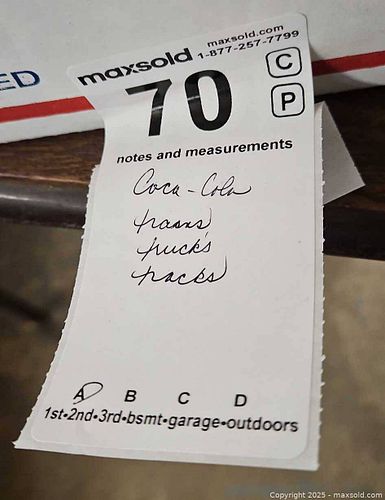 ED
maxsold maxsold.com
1-877-257-7799
70
C
P
notes and measurements
Coca-Cola
trains
trucks
tracks
A B C D
1st•2nd•3rd•bsmt•garage•outdoors
Copyright 2025 - maxsold.com